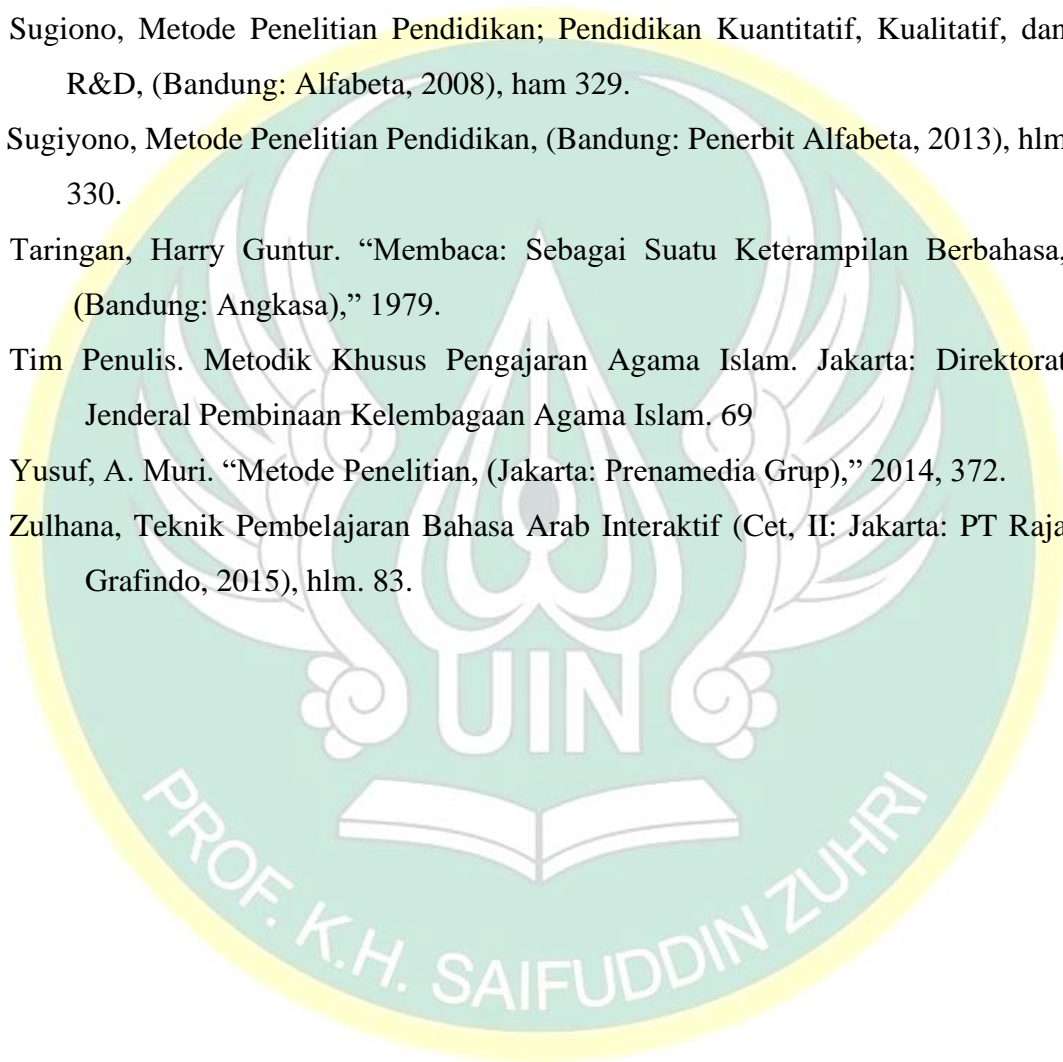 Sugiono, Metode Penelitian Pendidikan; Pendidikan Kuantitatif, Kualitatif, dan
R&D, (Bandung: Alfabeta, 2008), ham 329.
Sugiyono, Metode Penelitian Pendidikan, (Bandung: Penerbit Alfabeta, 2013), hlm
330.
Taringan, Harry Guntur. “Membaca: Sebagai Suatu Keterampilan Berbahasa,
(Bandung: Angkasa),” 1979.
Tim Penulis. Metodik Khusus Pengajaran Agama Islam. Jakarta: Direktorat
Jenderal Pembinaan Kelembagaan Agama Islam. 69
Yusuf, A. Muri. “Metode Penelitian, (Jakarta: Prenamedia Grup),” 2014, 372.
Zulhana, Teknik Pembelajaran Bahasa Arab Interaktif (Cet, II: Jakarta: PT Raja
Grafindo, 2015), hlm. 83.
UIN
PROF. K.H. SAIFUDDIN ZUHRI